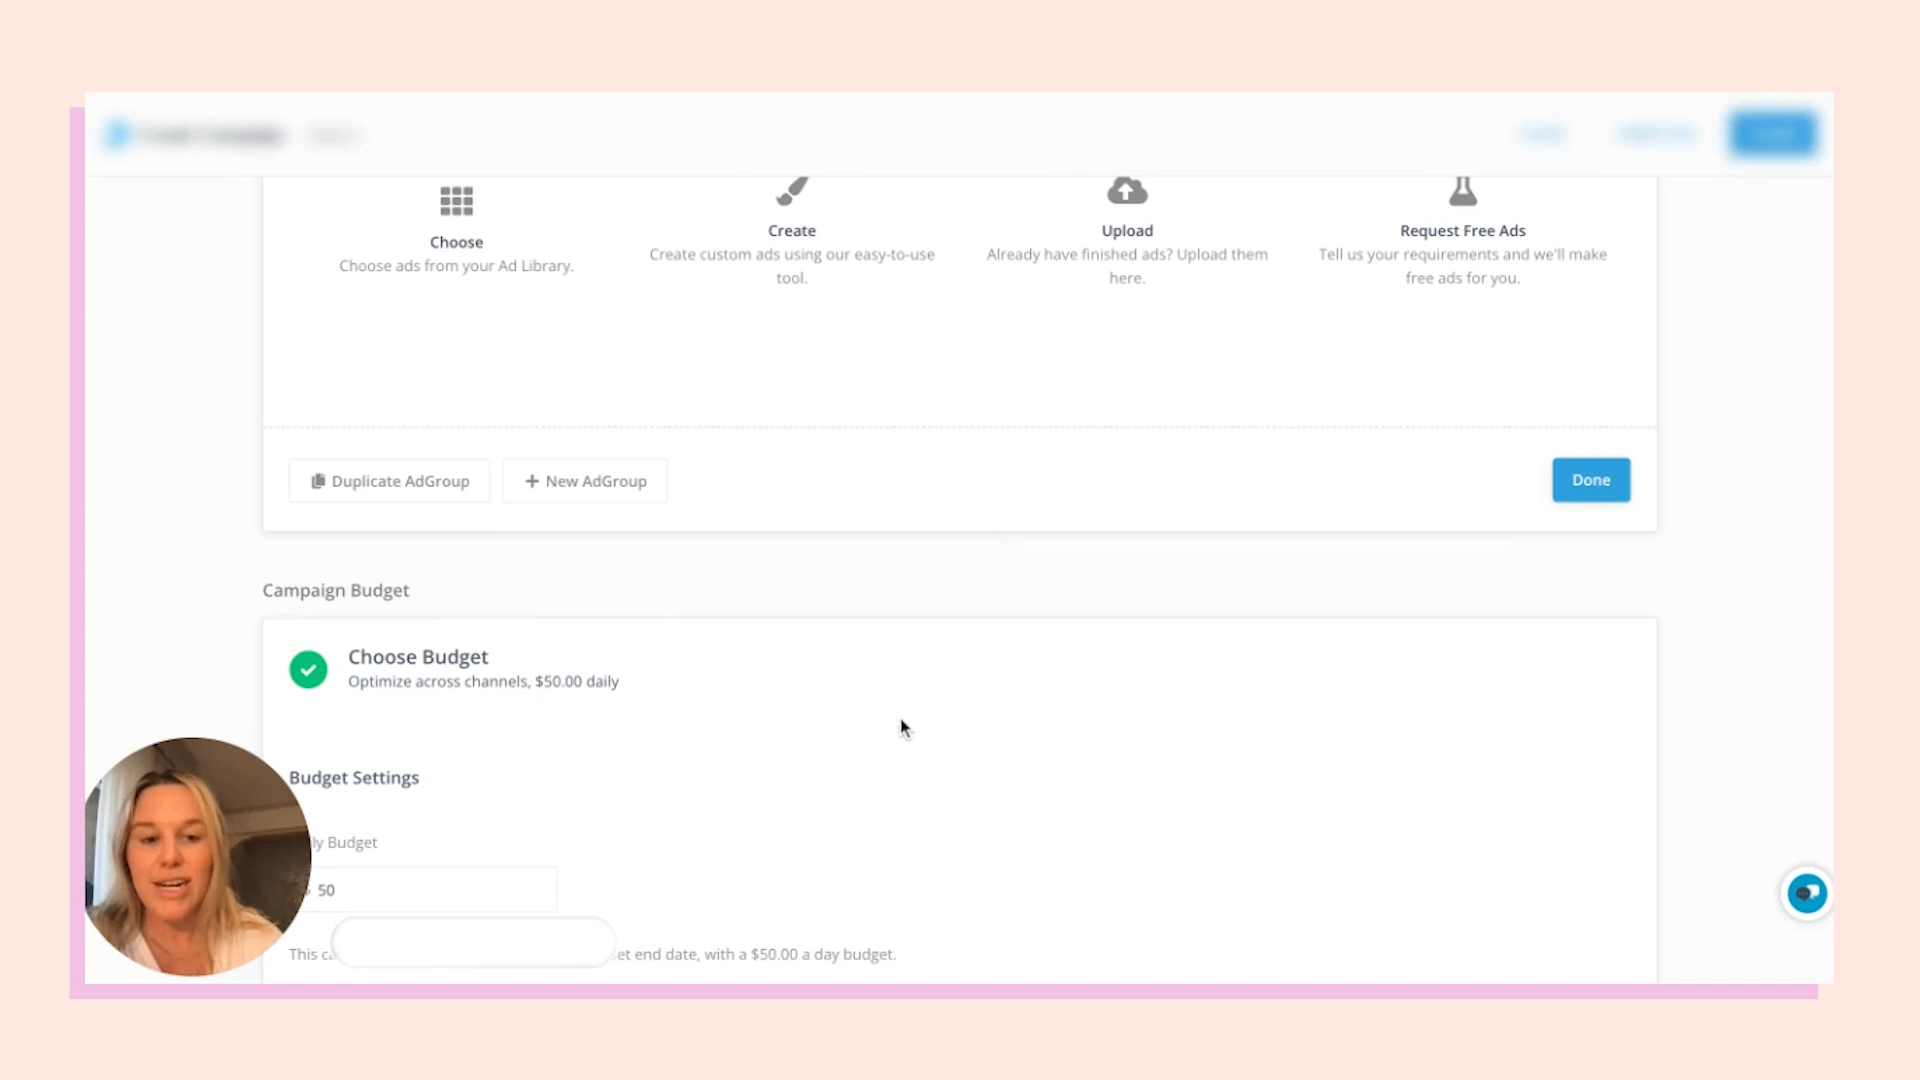 Choose
Choose ads from your Ad Library.
Create
Create custom ads using our easy-to-use
tool.
Upload
Already have finished ads? Upload them
here.
Request Free Ads
Tell us your requirements and we'll make
free ads for you.
Duplicate AdGroup
+ New AdGroup
Done
Campaign Budget
Choose Budget
Optimize across channels, $50.00 daily
Budget Settings
Budget
50
This
end date, with a $50.00 a day budget.